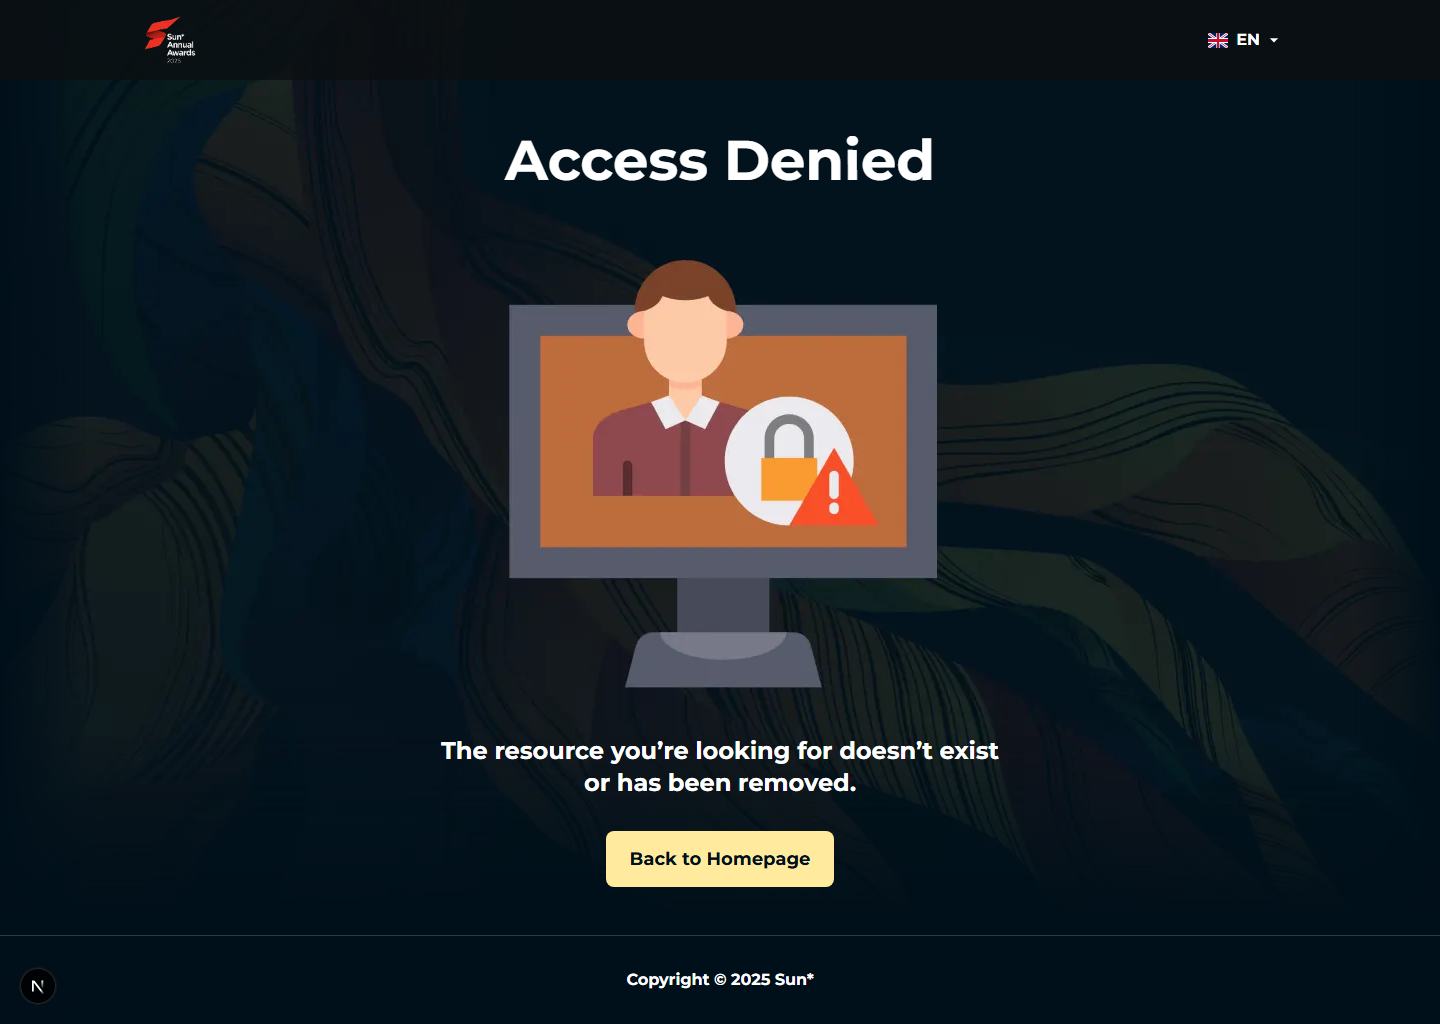 Sun*
Annual
Awards
2025
EN
Access Denied
The resource you’re looking for doesn’t exist
or has been removed.
Back to Homepage
Copyright © 2025 Sun*
N